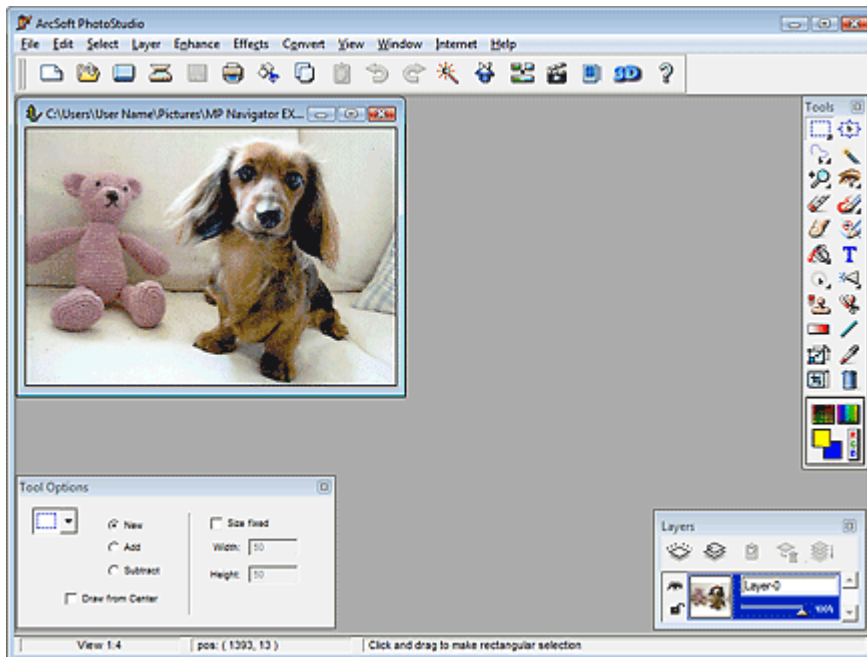 ArcSoft PhotoStudio
File Edit Select Layer Enhance Effects Convert View Window Internet Help
3D ?
C:\Users\User Name\Pictures\MP Navigator EX...
Tools
T
Tool Options
New
Add
Subtract
Draw from Center
Size fixed
Width: 50
Height: 50
Layers
Layer-0
100%
View 1:4 pos: ( 1393, 13 ) Click and drag to make rectangular selection